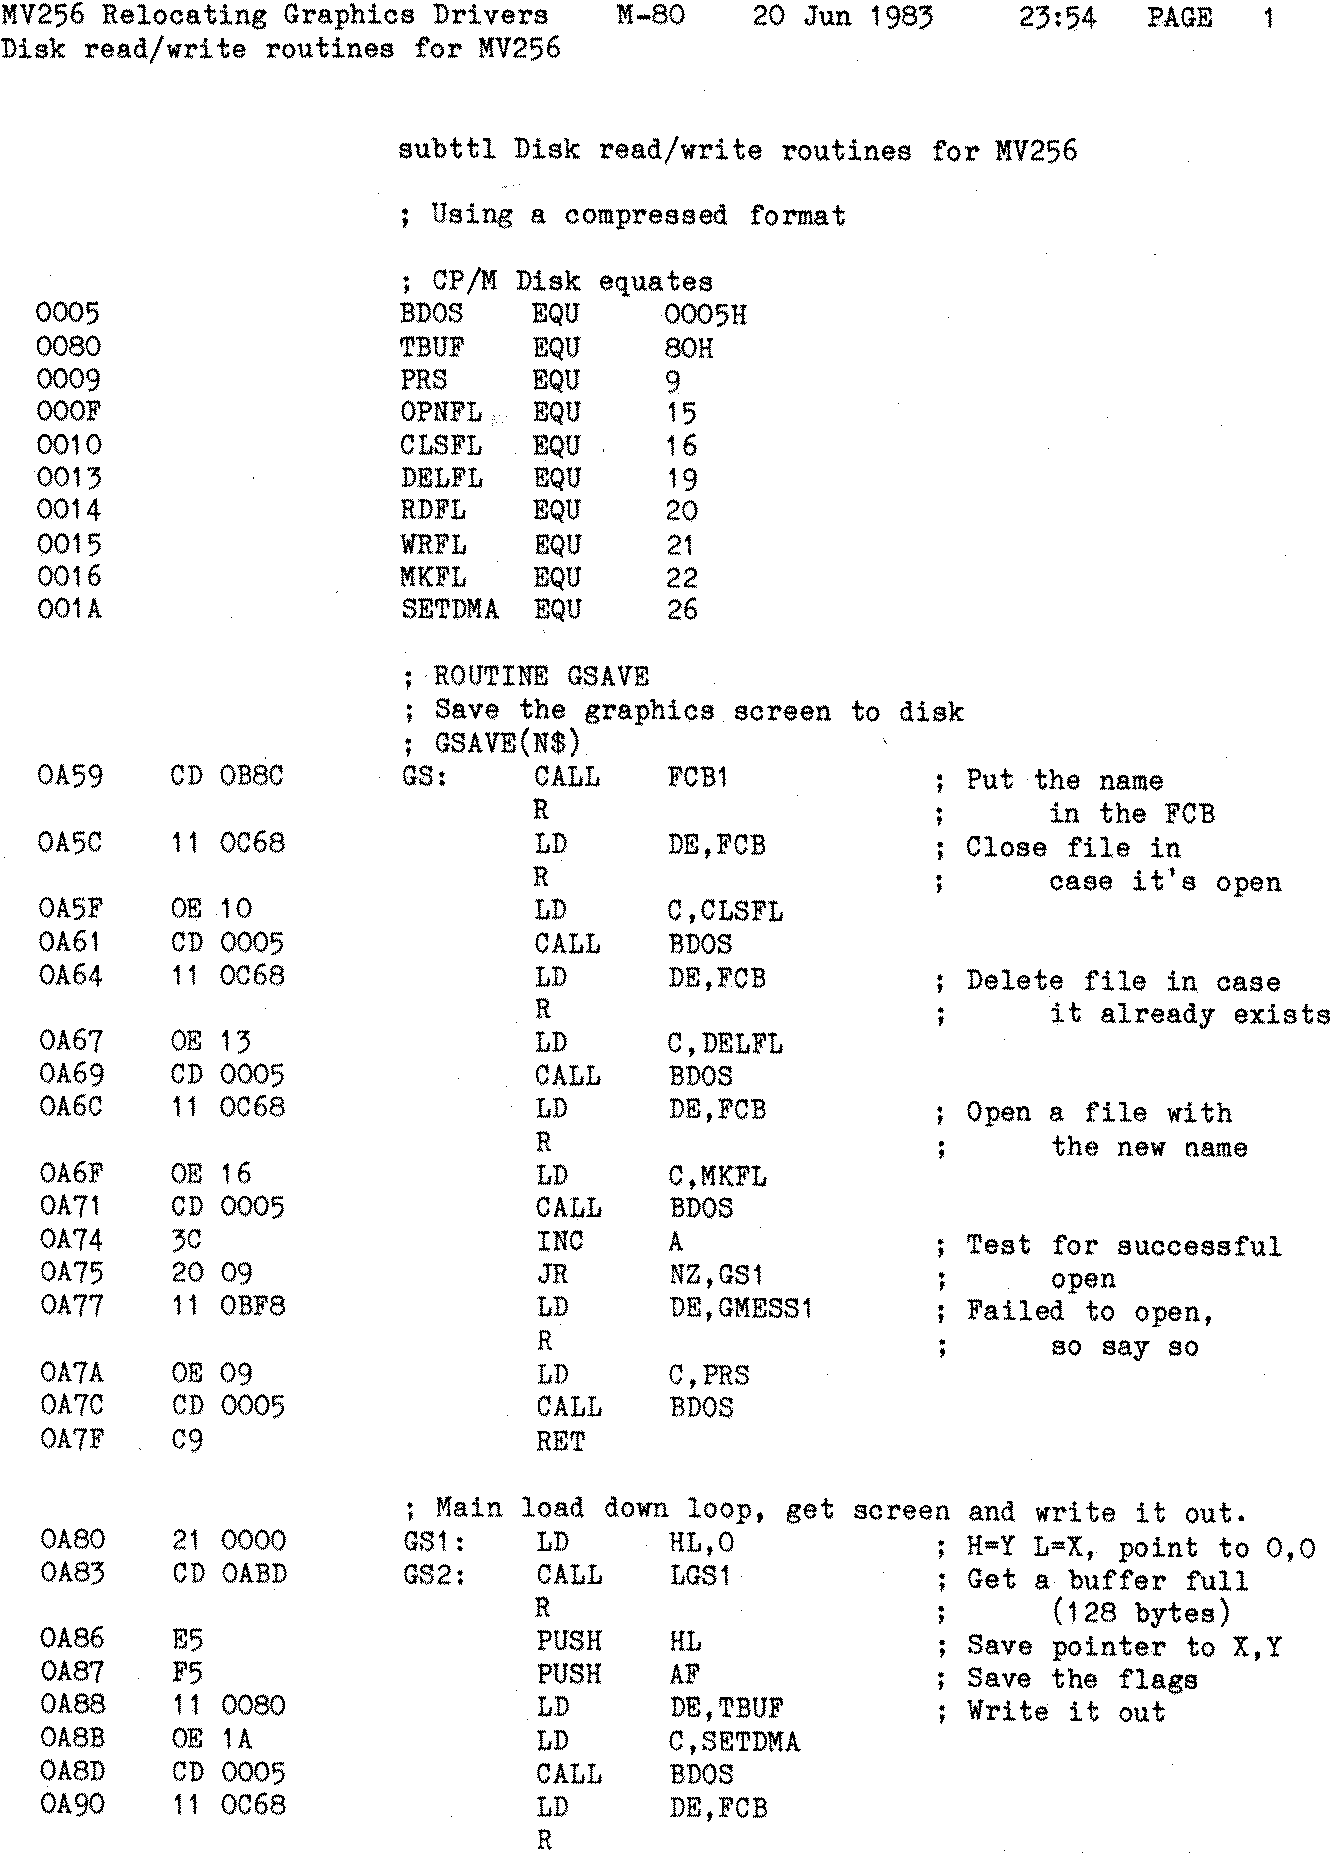 MV256 Relocating Graphics Drivers M-80 20 Jun 1983 23:54 PAGE 1
Disk read/write routines for MV256
subttl Disk read/write routines for MV256
; Using a compressed format
; CP/M Disk equates
0005 BDOS EQU 0005H
0080 TBUF EQU 80H
0009 PRS EQU 9
000F OPNFL EQU 15
0010 CLSFL EQU 16
0013 DELFL EQU 19
0014 RDFL EQU 20
0015 WRFL EQU 21
0016 MKFL EQU 22
001A SETDMA EQU 26
; ROUTINE GSAVE
; Save the graphics screen to disk
; GSAVE(N$)
0A59 CD 0B8C GS: CALL FCB1 ; Put the name
R ; in the FCB
0A5C 11 0C68 LD DE,FCB ; Close file in
R ; case it's open
0A5F 0E 10 LD C,CLSFL
0A61 CD 0005 CALL BDOS
0A64 11 0C68 LD DE,FCB ; Delete file in case
R ; it already exists
0A67 0E 13 LD C,DELFL
0A69 CD 0005 CALL BDOS
0A6C 11 0C68 LD DE,FCB ; Open a file with
R ; the new name
0A6F 0E 16 LD C,MKFL
0A71 CD 0005 CALL BDOS
0A74 3C INC A ; Test for successful
0A75 20 09 JR NZ,GS1 ; open
0A77 11 0BF8 LD DE,GMESS1 ; Failed to open,
R ; so say so
0A7A 0E 09 LD C,PRS
0A7C CD 0005 CALL BDOS
0A7F C9 RET
; Main load down loop, get screen and write it out.
0A80 21 0000 GS1: LD HL,0 ; H=Y L=X, point to 0,0
0A83 CD 0ABD GS2: CALL LGS1 ; Get a buffer full
R ; (128 bytes)
0A86 E5 PUSH HL ; Save pointer to X,Y
0A87 F5 PUSH AF ; Save the flags
0A88 11 0080 LD DE,TBUF ; Write it out
0A8B 0E 1A LD C,SETDMA
0A8D CD 0005 CALL BDOS
0A90 11 0C68 LD DE,FCB
R